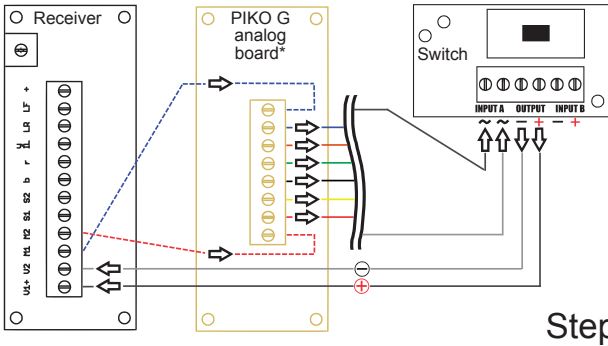 Receiver
PIKO G
analog
board*
Switch
INPUT A OUTPUT INPUT B
~ ~ − + − +
+
LF
LR
r
b
S2
S1
M2
M1
V2
V1+
−
+
Step